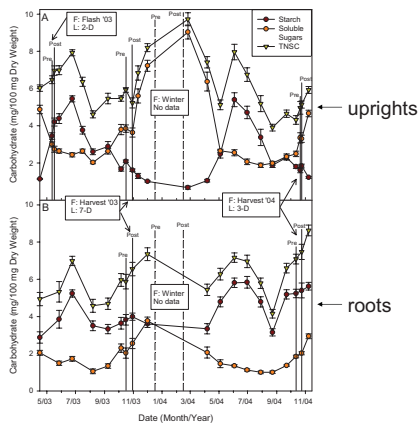 A
F: Flash '03
L: 2-D
Pre
Post
Pre
Post
Starch
Soluble
Sugars
TNSC
Carbohydrate (mg/100 mg Dry Weight)
10
8
6
4
2
F: Winter
No data
uprights
F: Harvest '03
L: 7-D
F: Harvest '04
L: 3-D
B
Pre
Post
Pre
Post
Pre
Post
Carbohydrate (mg/100 mg Dry Weight)
10
8
6
4
2
0
F: Winter
No data
roots
5/03 7/03 9/03 11/03 1/04 3/04 5/04 7/04 9/04 11/04
Date (Month/Year)